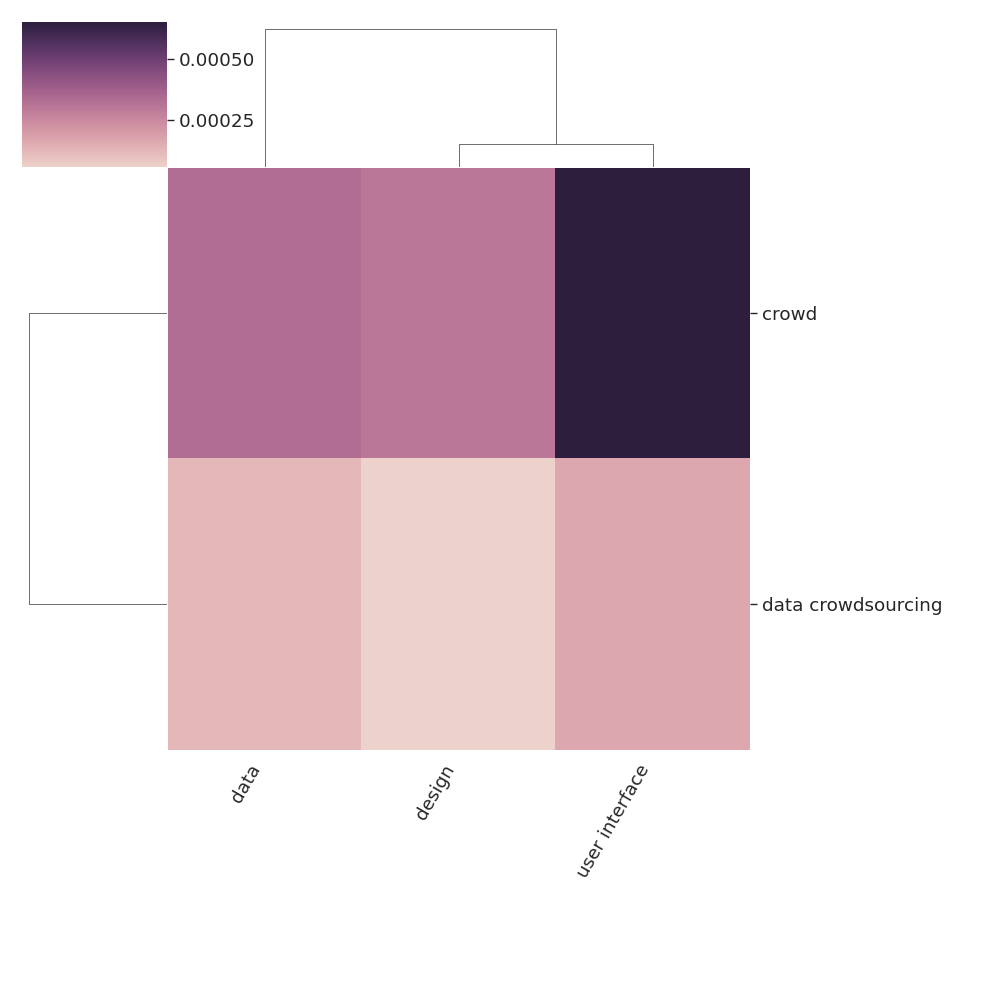 0.00050
0.00025
crowd
data crowdsourcing
data
design
user interface